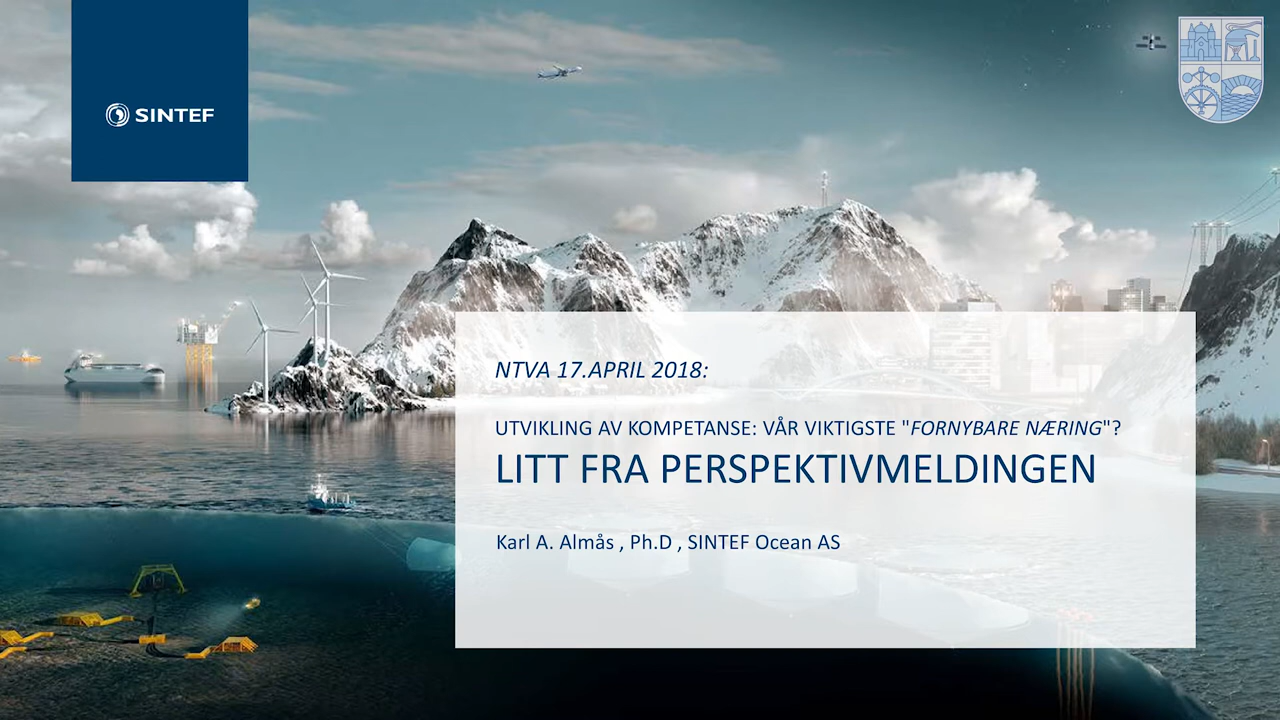 SINTEF
NTVA 17.APRIL 2018:
UTVIKLING AV KOMPETANSE: VÅR VIKTIGSTE "FORNYBARE NÆRING"?
LITT FRA PERSPEKTIVMELDINGEN
Karl A. Almås , Ph.D , SINTEF Ocean AS